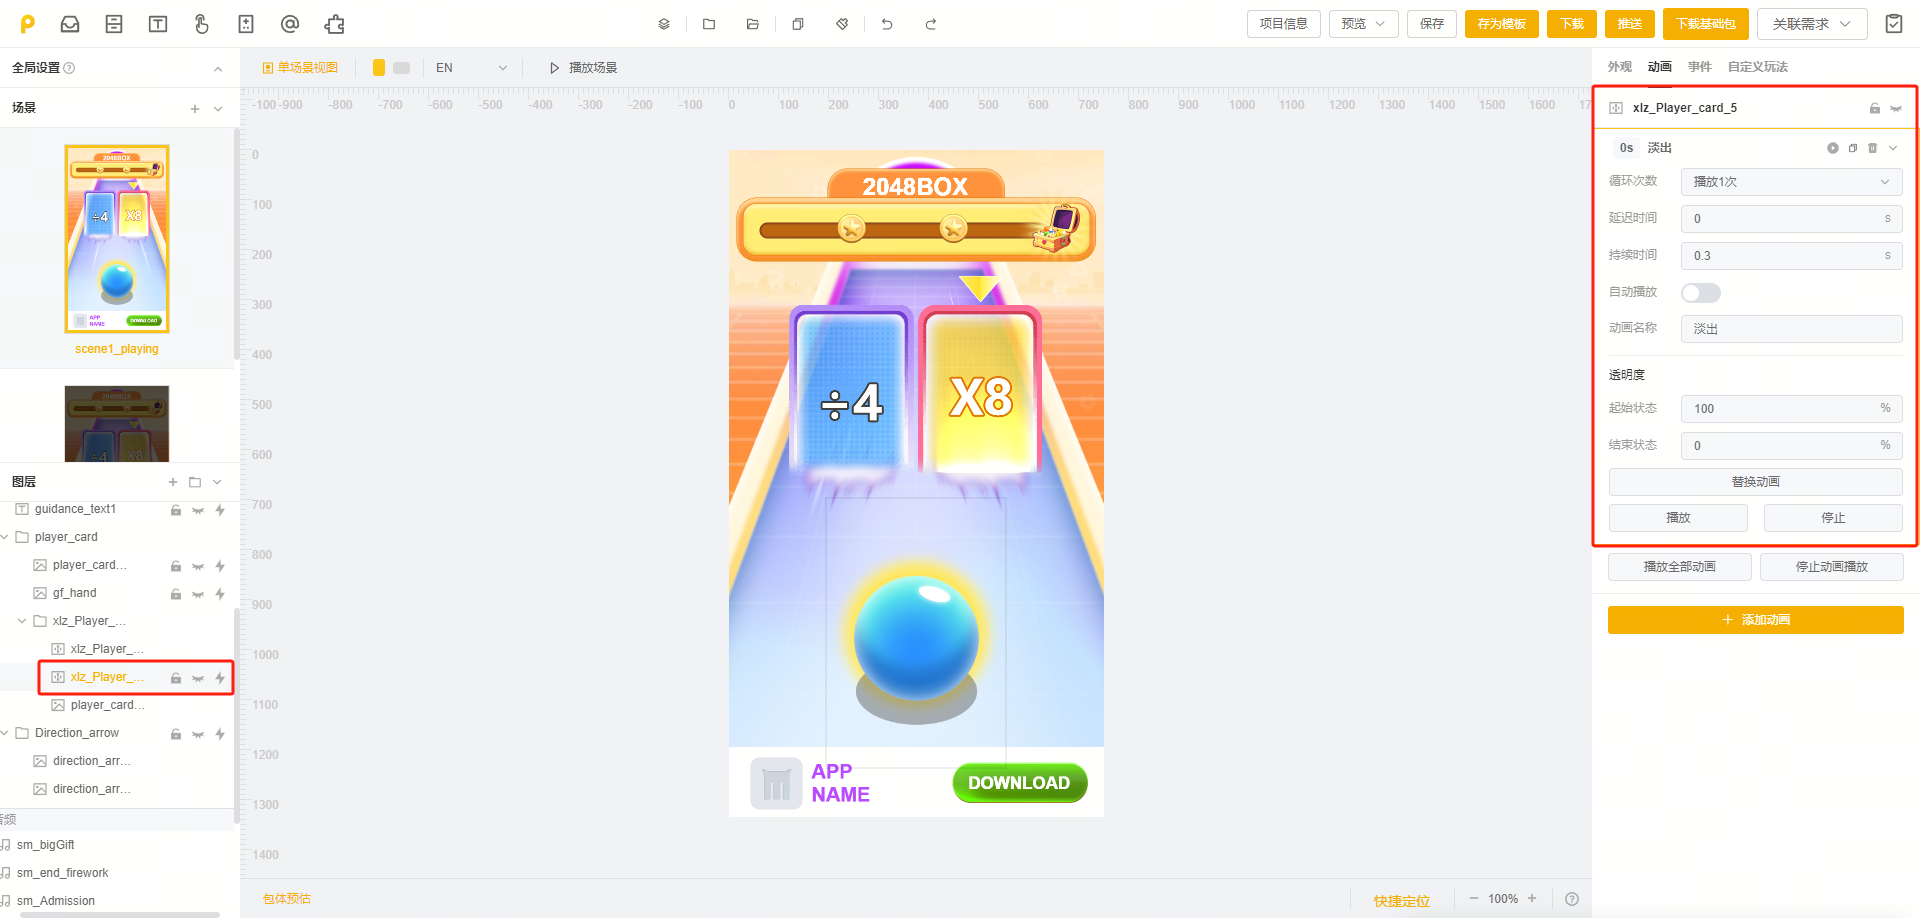 项目信息
预览
保存
存为模板
下载
推送
下载基础包
关联需求
全局设置
单场景视图
EN
播放场景
外观
动画
事件
自定义玩法
场景
-100 -900 -800 -700 -600 -500 -400 -300 -200 -100 0 100 200 300 400 500 600 700 800 900 1000 1100 1200 1300 1400 1500 1600 17
0
100
200
300
400
500
600
700
800
900
1000
1100
1200
1300
1400
2048BOX
÷4
X8
APP
NAME
DOWNLOAD
scene1_playing
2048BOX
÷4
X8
图层
guidance_text1
player_card
player_card...
gf_hand
xlz_Player_...
xlz_Player_...
xlz_Player_...
player_card...
Direction_arrow
direction_arr...
direction_arr...
音频
sm_bigGift
sm_end_firework
sm_Admission
2048BOX
÷4
X8
APP
NAME
DOWNLOAD
包体预估
快捷定位
100%
xlz_Player_card_5
0s 淡出
循环次数 播放1次
延迟时间 0 s
持续时间 0.3 s
自动播放
动画名称 淡出
透明度
起始状态 100 %
结束状态 0 %
替换动画
播放
停止
播放全部动画
停止动画播放
添加动画